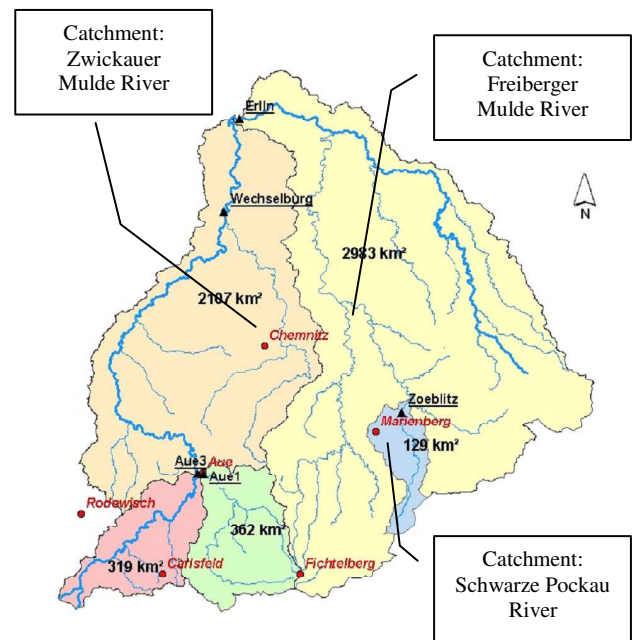 Catchment:
Zwickauer
Mulde River
Catchment:
Freiberger
Mulde River
Erlln
Wechselburg
N
2983 km²
2107 km²
Chemnitz
Zoeblitz
Marienberg
129 km²
Aue3
Aue
Aue1
Rodewisch
362 km²
319 km²
Carlsfeld
Fichtelberg
Catchment:
Schwarze Pockau
River